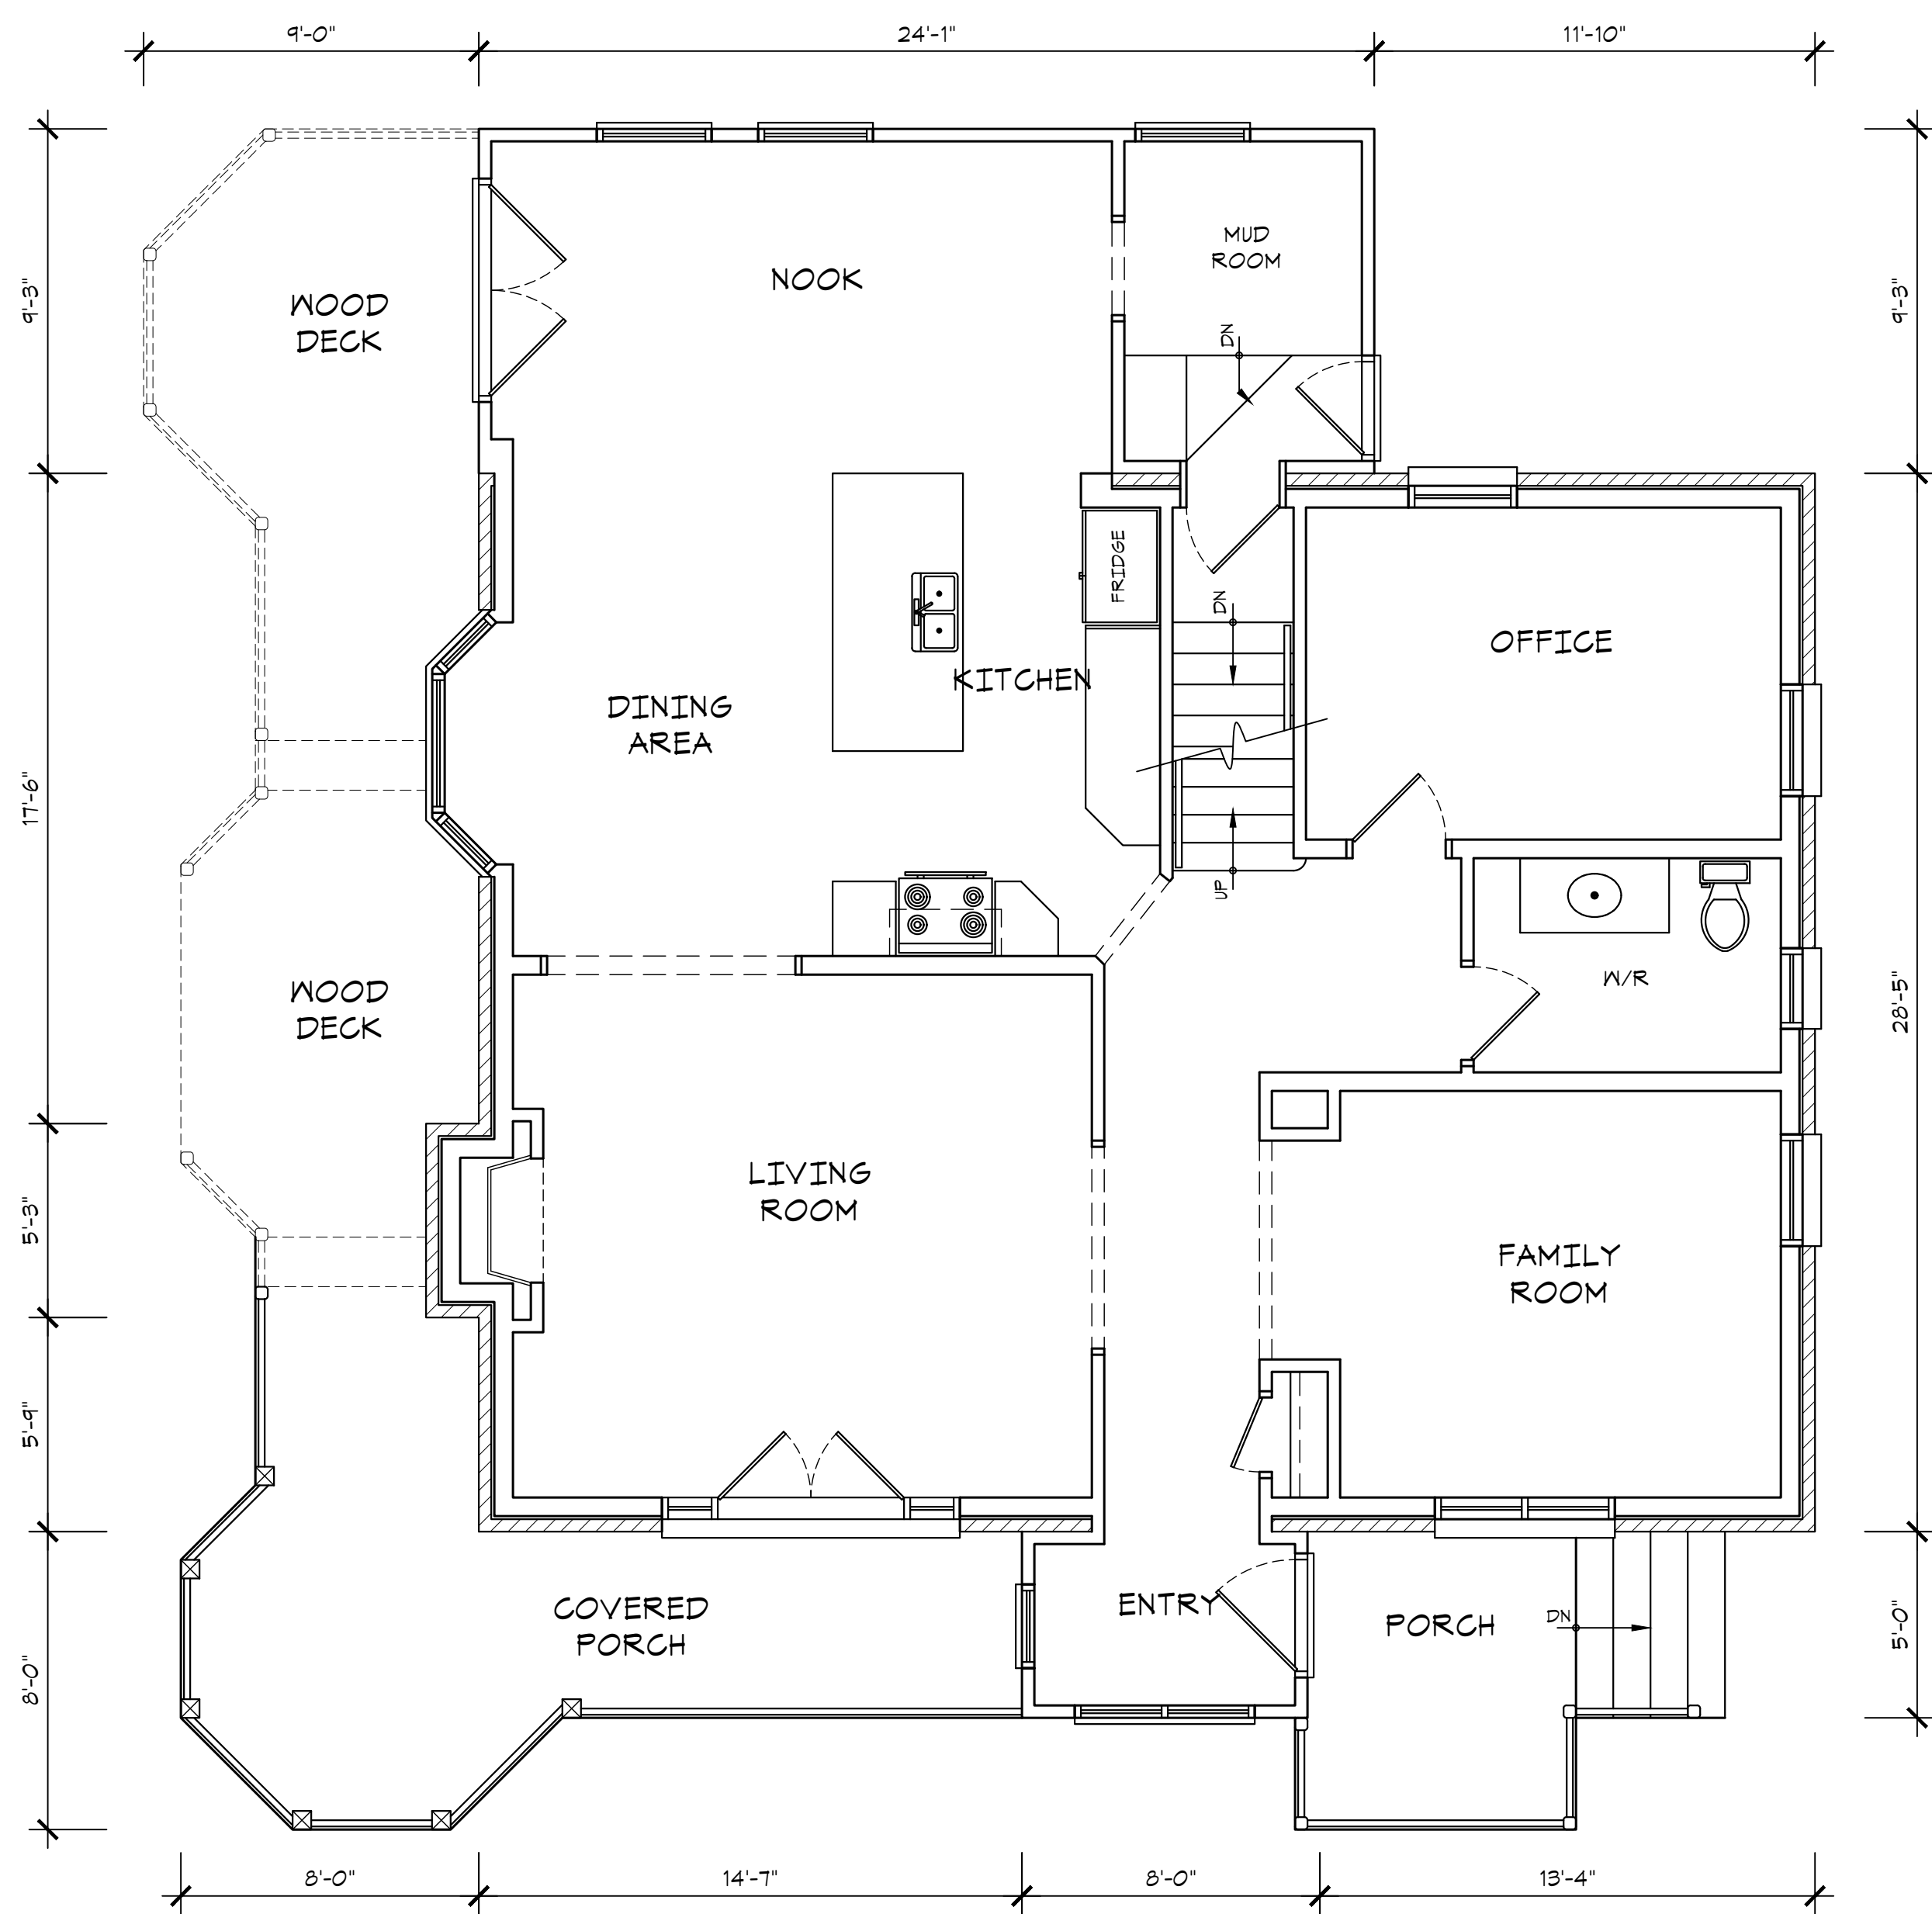 9'-0"
24'-1"
11'-10"
9'-3"
WOOD
DECK
NOOK
MUD
ROOM
DN
9'-3"
FRIDGE
DN
OFFICE
KITCHEN
DINING
AREA
17'-6"
UP
W/R
WOOD
DECK
28'-5"
LIVING
ROOM
5'-3"
FAMILY
ROOM
5'-9"
COVERED
PORCH
ENTRY
PORCH
DN
5'-0"
8'-0"
8'-0"
14'-7"
8'-0"
13'-4"